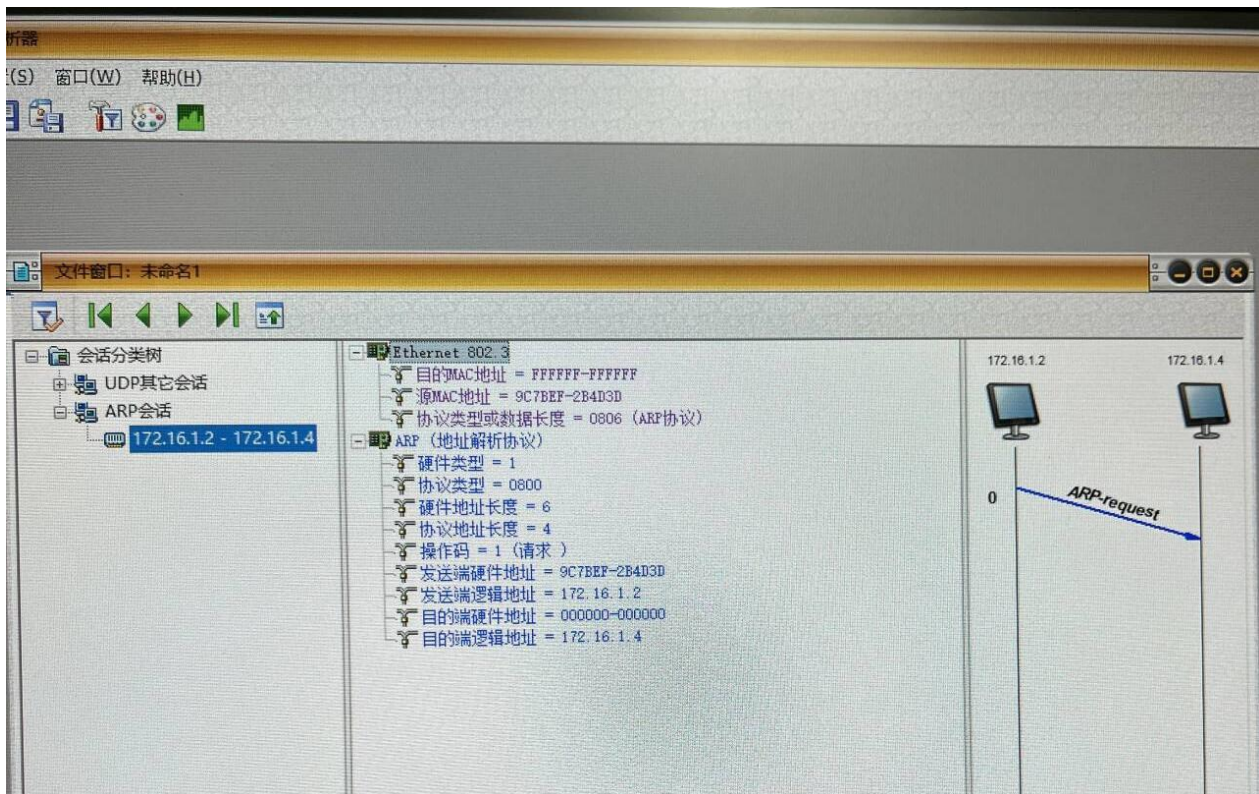 析器
(S) 窗口(W) 帮助(H)
文件窗口: 未命名1
会话分类树
UDP其它会话
ARP会话
172.16.1.2 - 172.16.1.4
Ethernet 802.3
目的MAC地址 = FFFFFF-FFFFFF
源MAC地址 = 9C7BEF-2B4D3D
协议类型或数据长度 = 0806 (ARP协议)
ARP (地址解析协议)
硬件类型 = 1
协议类型 = 0800
硬件地址长度 = 6
协议地址长度 = 4
操作码 = 1 (请求 )
发送端硬件地址 = 9C7BEF-2B4D3D
发送端逻辑地址 = 172.16.1.2
目的端硬件地址 = 000000-000000
目的端逻辑地址 = 172.16.1.4
172.16.1.2
172.16.1.4
0
ARP-request